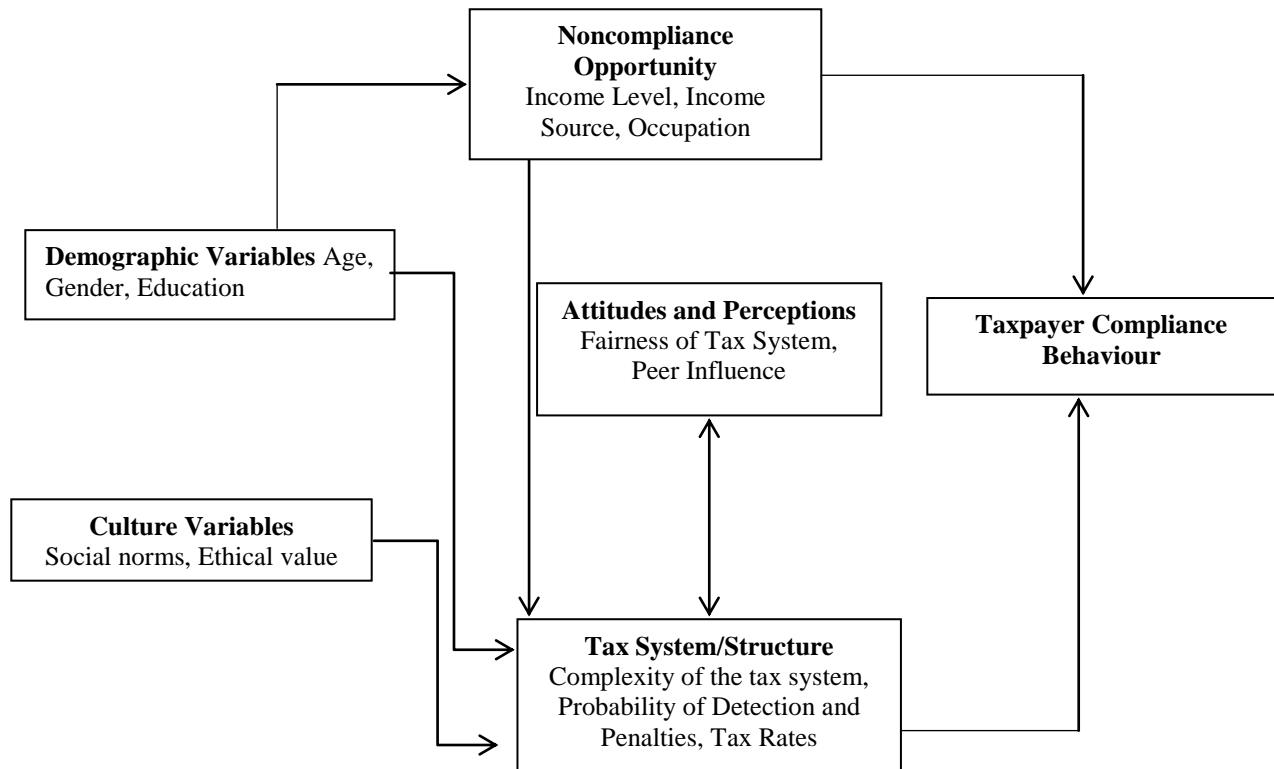 Noncompliance
Opportunity
Income Level, Income
Source, Occupation
Demographic Variables Age,
Gender, Education
Attitudes and Perceptions
Fairness of Tax System,
Peer Influence
Taxpayer Compliance
Behaviour
Culture Variables
Social norms, Ethical value
Tax System/Structure
Complexity of the tax system,
Probability of Detection and
Penalties, Tax Rates